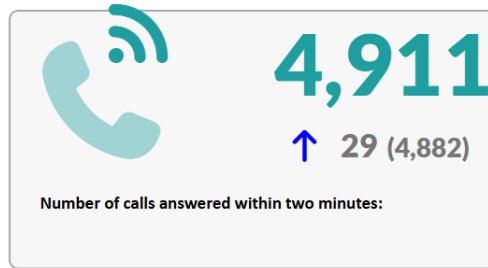 4,911
↑ 29 (4,882)
Number of calls answered within two minutes: